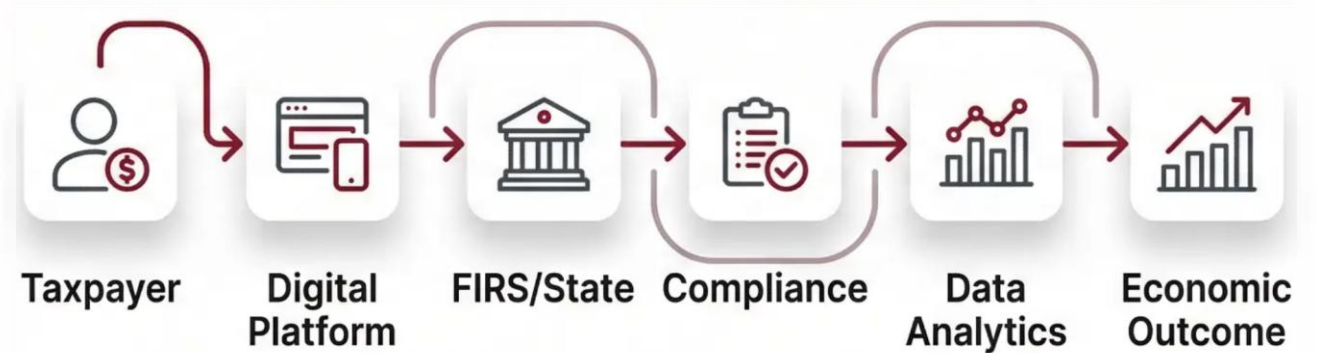 Taxpayer
Digital
Platform
FIRS/State
Compliance
Data
Analytics
Economic
Outcome